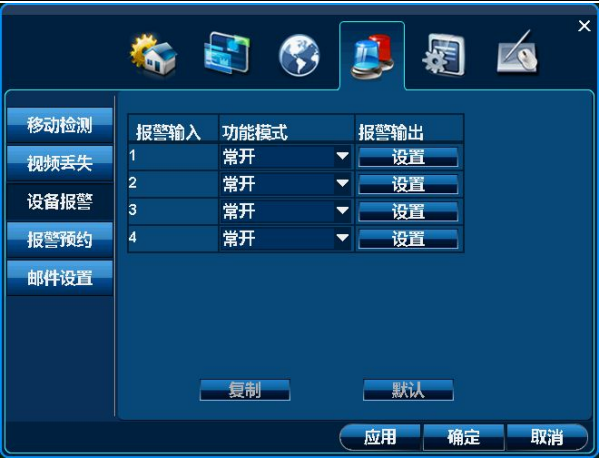 ×
移动检测
视频丢失
设备报警
报警预约
邮件设置
报警输入 功能模式 报警输出
1 常开 设置
2 常开 设置
3 常开 设置
4 常开 设置
复制 默认
应用 确定 取消